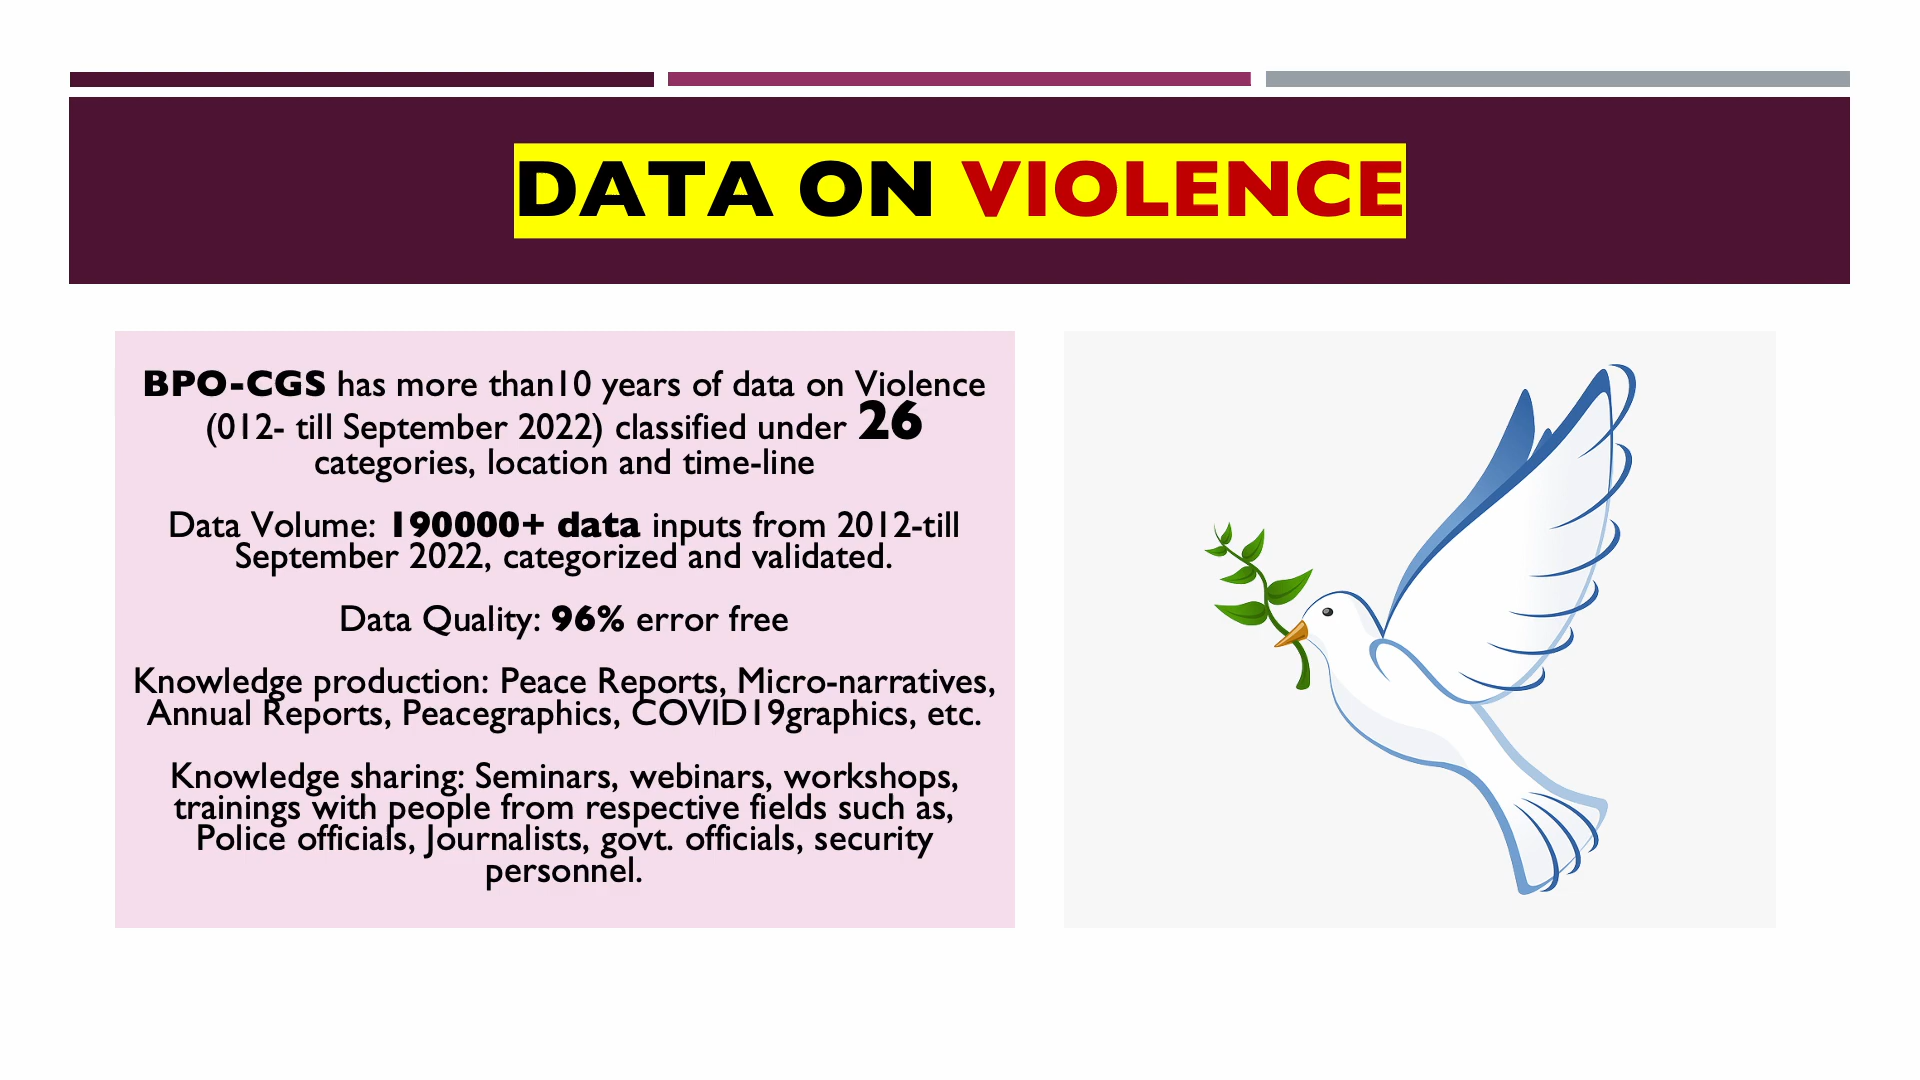 DATA ON VIOLENCE
BPO-CGS has more than10 years of data on Violence
(012- till September 2022) classified under 26
categories, location and time-line
Data Volume: 190000+ data inputs from 2012-till
September 2022, categorized and validated.
Data Quality: 96% error free
Knowledge production: Peace Reports, Micro-narratives,
Annual Reports, Peacegraphics, COVID19graphics, etc.
Knowledge sharing: Seminars, webinars, workshops,
trainings with people from respective fields such as,
Police officials, Journalists, govt. officials, security
personnel.